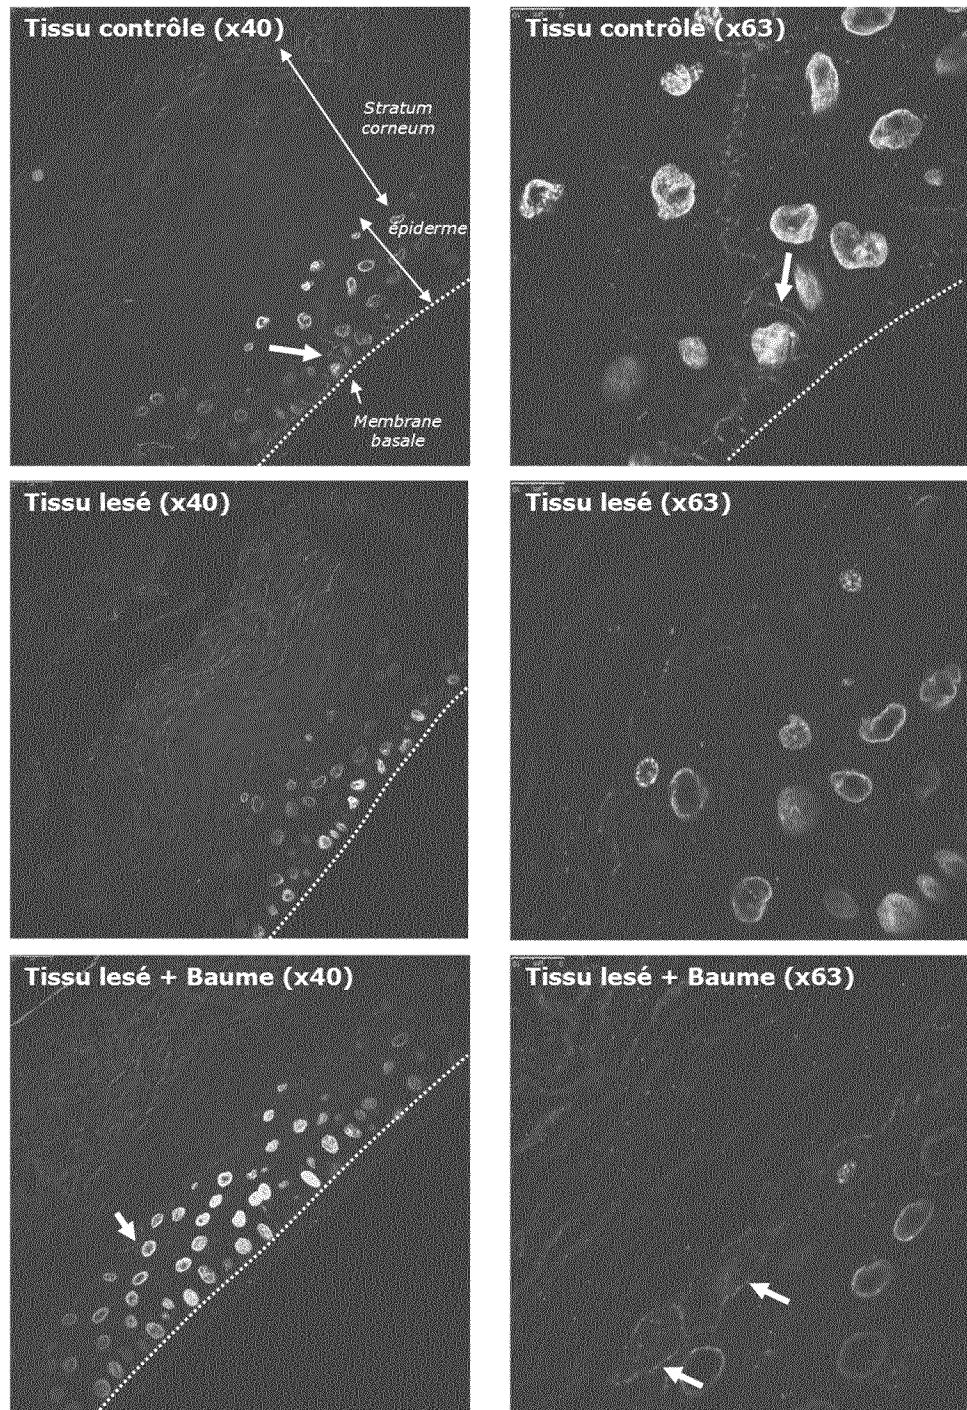 Tissu contrôle (x40)
Stratum
corneum
épiderme
Membrane
basale
Tissu contrôle (x63)
Tissu lesé (x40)
Tissu lesé (x63)
Tissu lesé + Baume (x40)
Tissu lesé + Baume (x63)